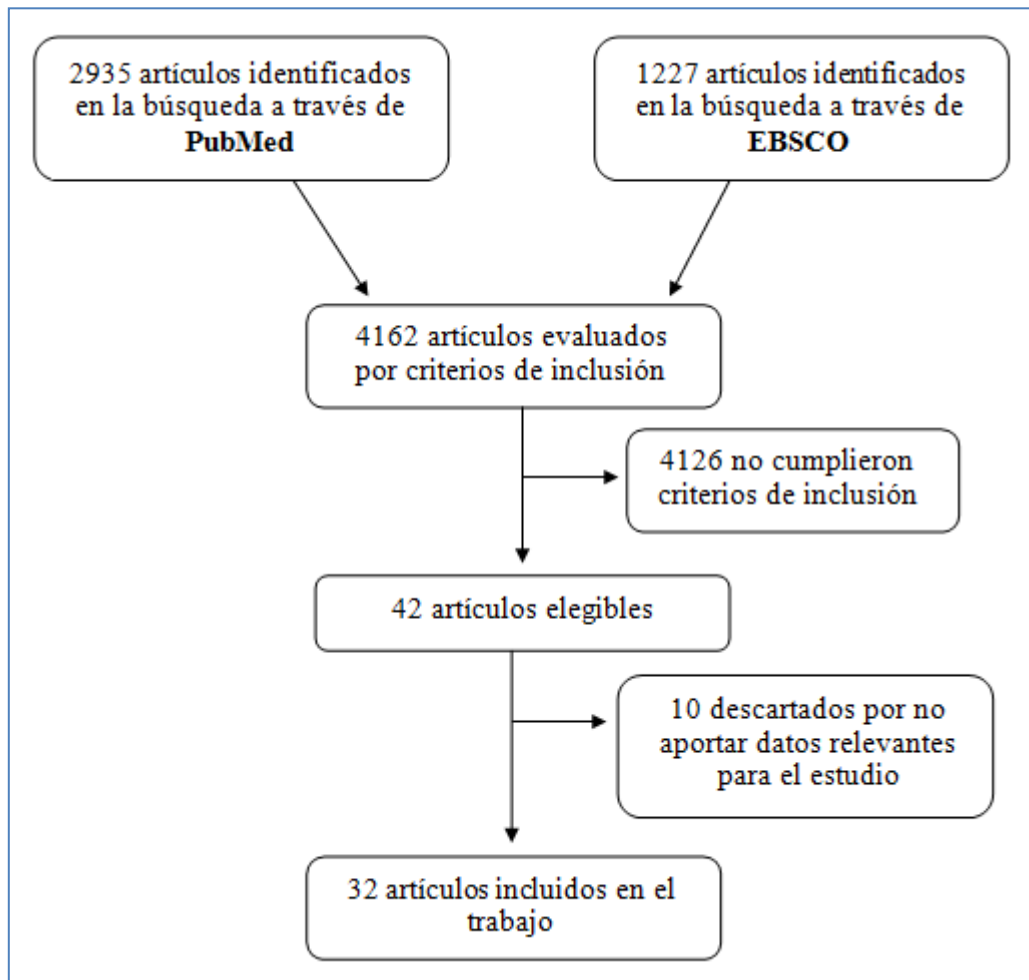 2935 artículos identificados
en la búsqueda a través de
PubMed
1227 artículos identificados
en la búsqueda a través de
EBSCO
4162 artículos evaluados
por criterios de inclusión
4126 no cumplieron
criterios de inclusión
42 artículos elegibles
10 descartados por no
aportar datos relevantes
para el estudio
32 artículos incluidos en el
trabajo